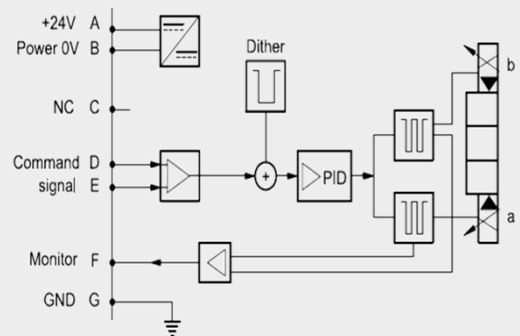 +24V A
Power 0V B
Dither
b
NC C
Command D
signal E
+
PID
a
Monitor F
GND G